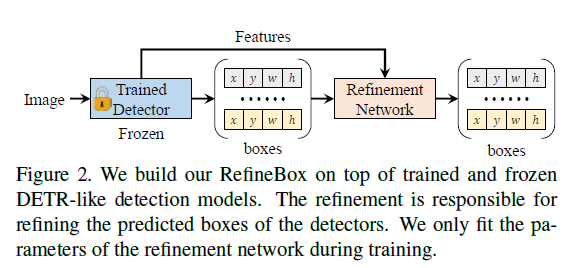 Features
Image
Trained
Detector
Frozen
x y w h
......
x y w h
boxes
Refinement
Network
x y w h
......
x y w h
boxes
Figure 2. We build our RefineBox on top of trained and frozen
DETR-like detection models. The refinement is responsible for
refining the predicted boxes of the detectors. We only fit the pa-
rameters of the refinement network during training.